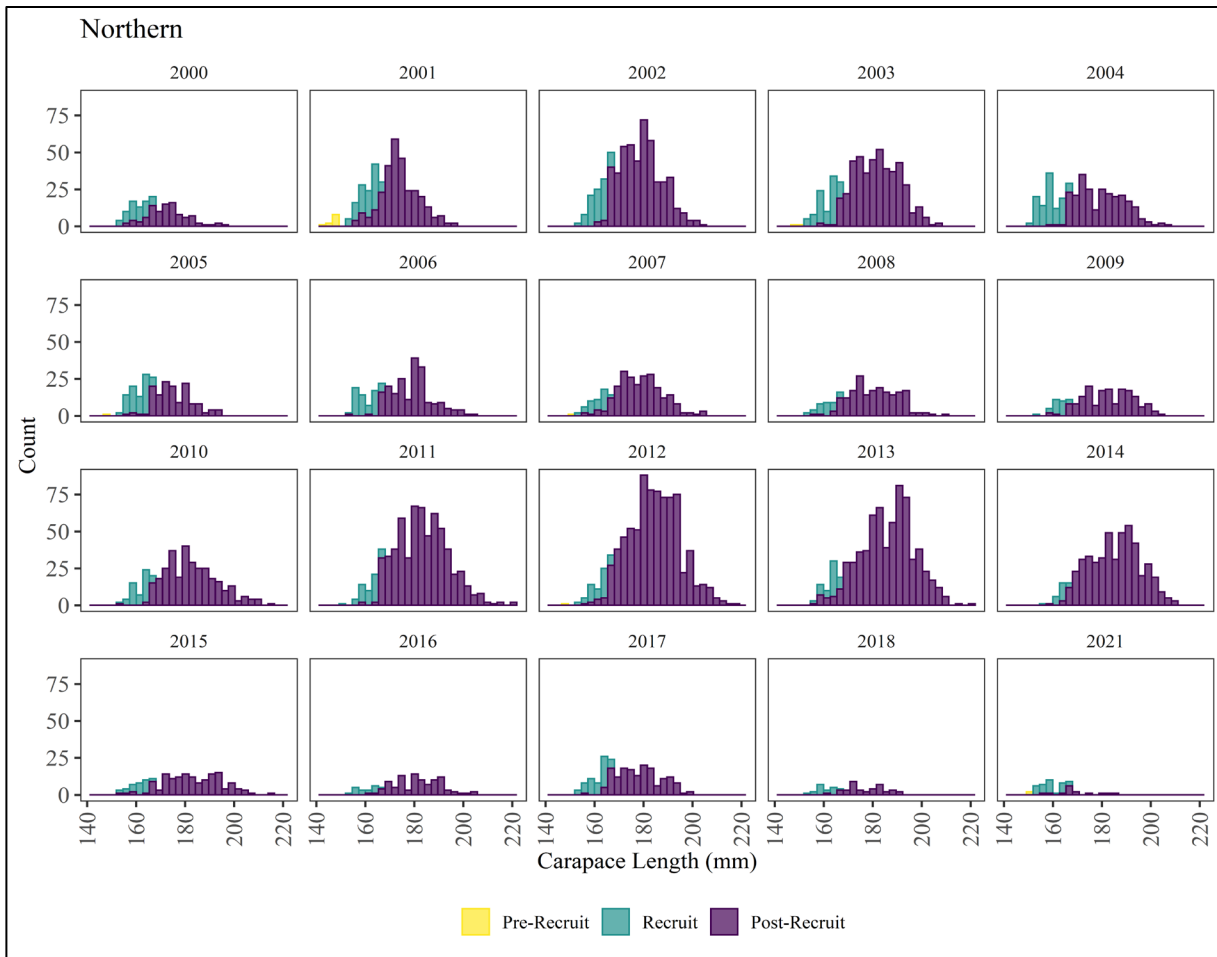 Northern
2000 2001 2002 2003 2004
75
50
25
0
2005 2006 2007 2008 2009
75
50
25
0
2010 2011 2012 2013 2014
75
50
25
0
2015 2016 2017 2018 2021
75
50
25
0
Count
140 160 180 200 220 140 160 180 200 220 140 160 180 200 220 140 160 180 200 220 140 160 180 200 220
Carapace Length (mm)
Pre-Recruit Recruit Post-Recruit